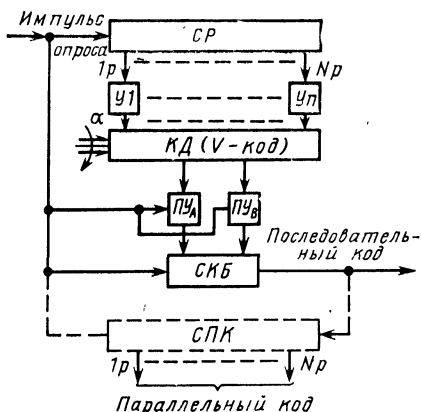 Импульс
опроса
СР
1р Nр
У1 Уп
α
КД (V-код)
ПУА ПУВ
Последователь-
ный код
СКБ
СПК
1р Nр
Параллельный код